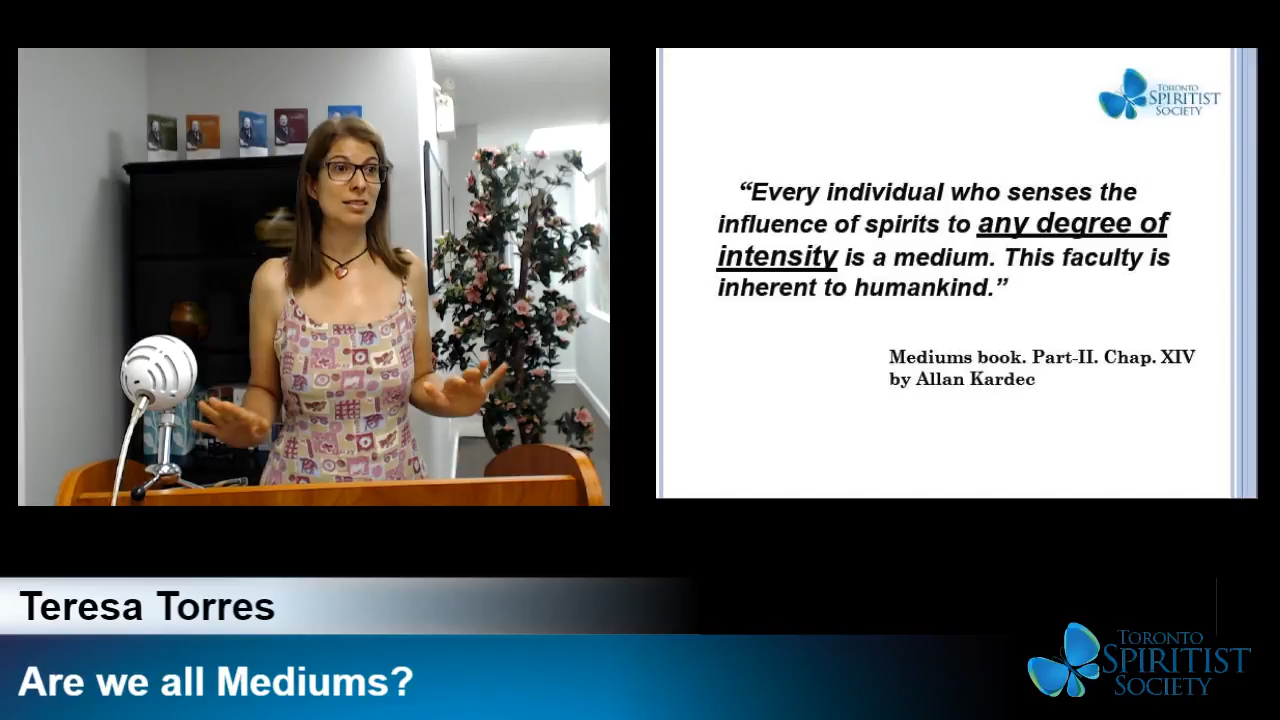 TORONTO
SPIRITIST
SOCIETY
“Every individual who senses the
influence of spirits to any degree of
intensity is a medium. This faculty is
inherent to humankind.”
Mediums book. Part-II. Chap. XIV
by Allan Kardec
Teresa Torres
Are we all Mediums?
TORONTO
SPIRITIST
SOCIETY